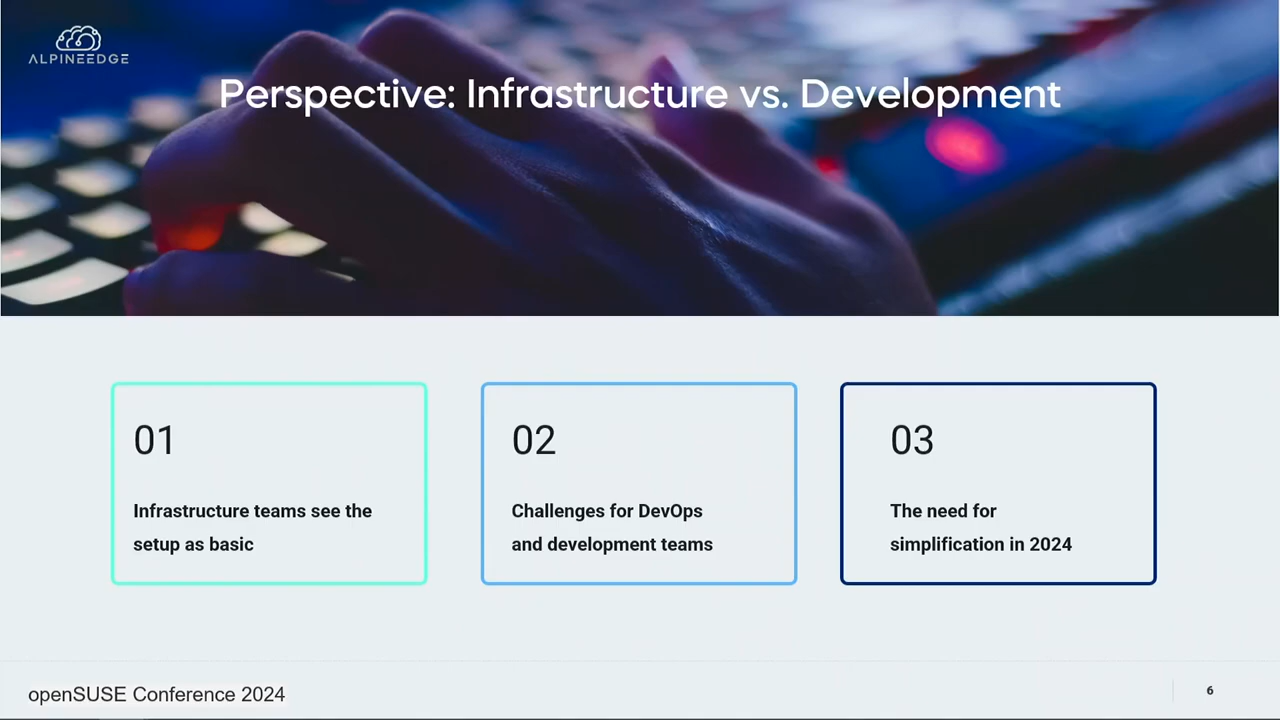 ALPINEEDGE
Perspective: Infrastructure vs. Development
01
Infrastructure teams see the
setup as basic
02
Challenges for DevOps
and development teams
03
The need for
simplification in 2024
openSUSE Conference 2024
6